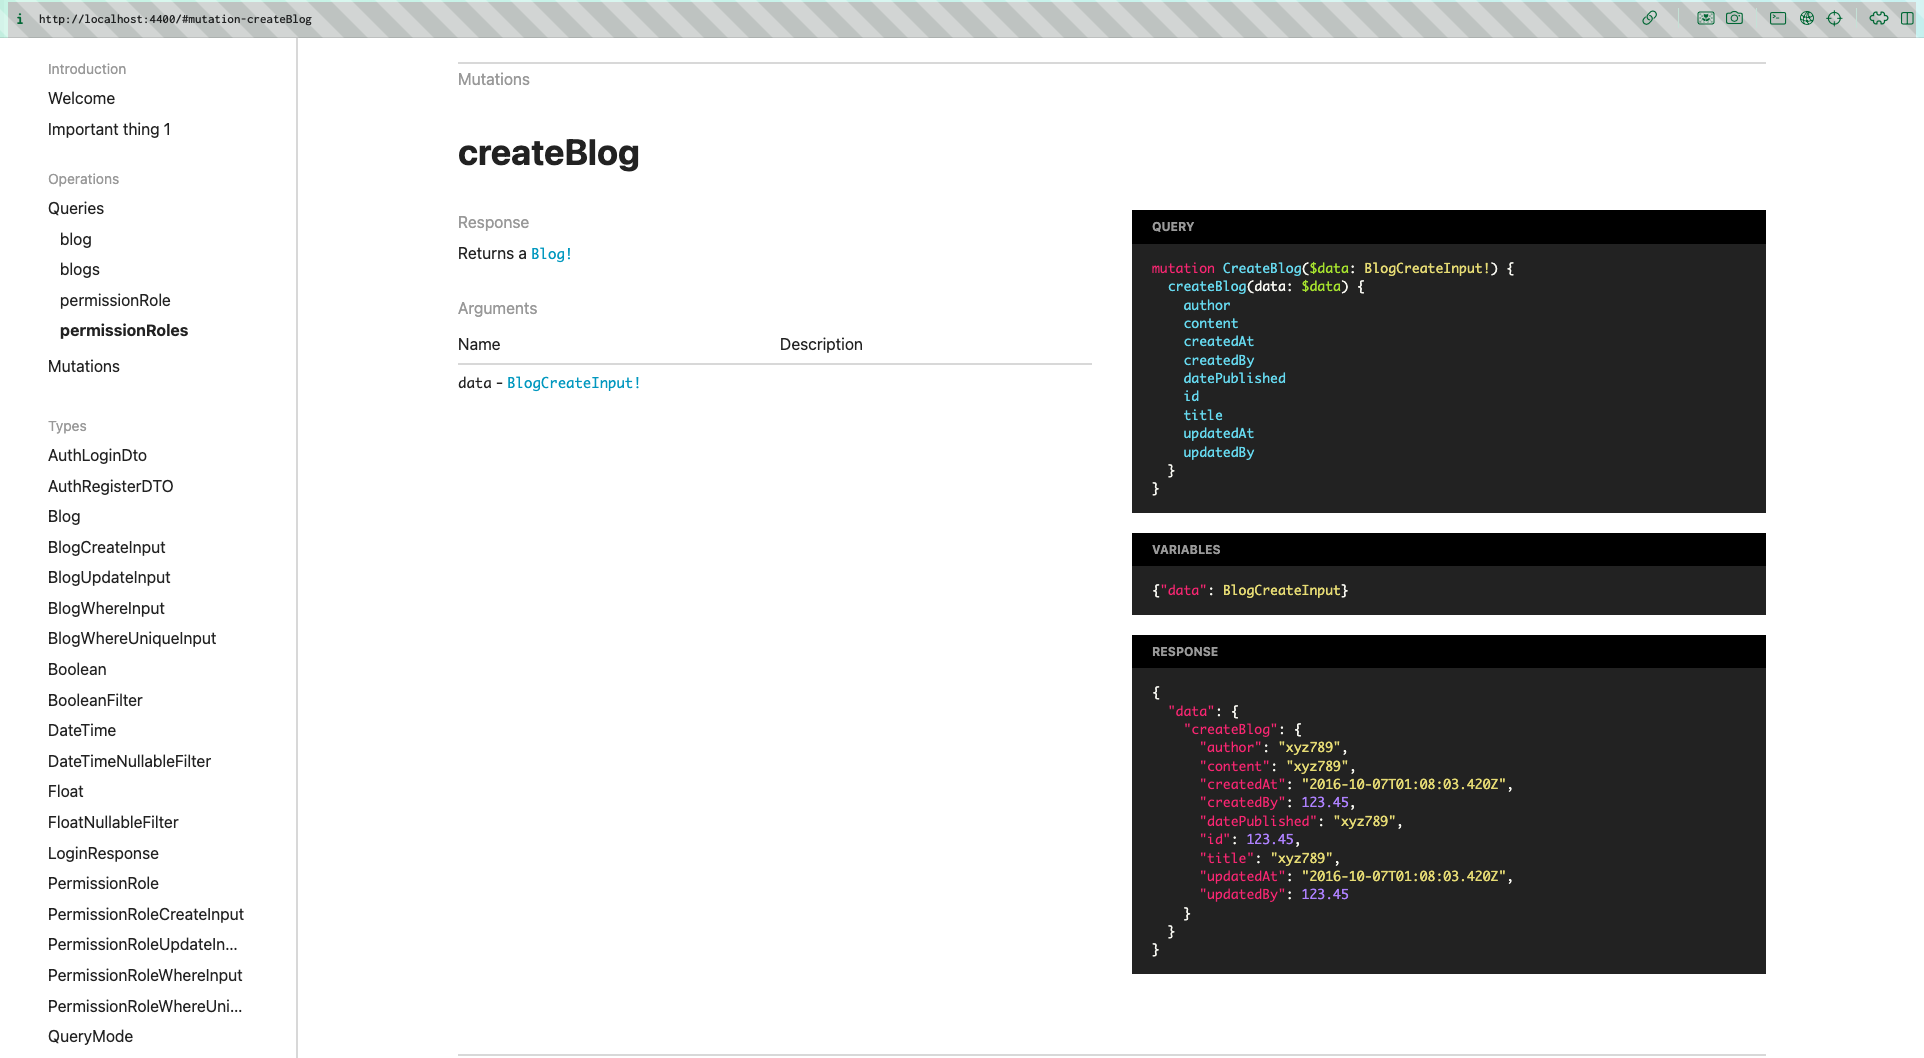 http://localhost:4400/#mutation-createBlog
Introduction
Welcome
Important thing 1
Operations
Queries
blog
blogs
permissionRole
permissionRoles
Mutations
Types
AuthLoginDto
AuthRegisterDTO
Blog
BlogCreateInput
BlogUpdateInput
BlogWhereInput
BlogWhereUniqueInput
Boolean
BooleanFilter
DateTime
DateTimeNullableFilter
Float
FloatNullableFilter
LoginResponse
PermissionRole
PermissionRoleCreateInput
PermissionRoleUpdateIn...
PermissionRoleWhereInput
PermissionRoleWhereUni...
QueryMode
Mutations
createBlog
Response
Returns a Blog!
Arguments
Name Description
data - BlogCreateInput!
QUERY
mutation CreateBlog($data: BlogCreateInput!) {
  createBlog(data: $data) {
    author
    content
    createdAt
    createdBy
    datePublished
    id
    title
    updatedAt
    updatedBy
  }
}
VARIABLES
{"data": BlogCreateInput}
RESPONSE
{
  "data": {
    "createBlog": {
      "author": "xyz789",
      "content": "xyz789",
      "createdAt": "2016-10-07T01:08:03.420Z",
      "createdBy": 123.45,
      "datePublished": "xyz789",
      "id": 123.45,
      "title": "xyz789",
      "updatedAt": "2016-10-07T01:08:03.420Z",
      "updatedBy": 123.45
    }
  }
}